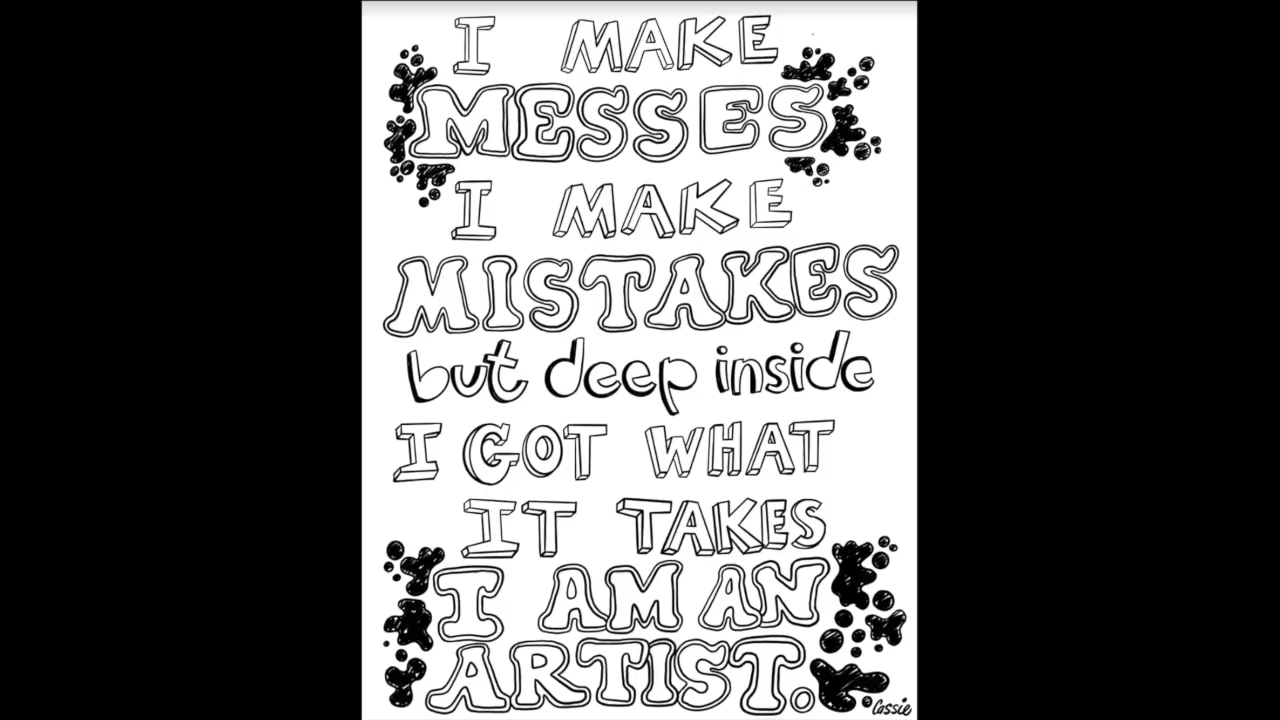 I MAKE
MESSES
I MAKE
MISTAKES
but deep inside
I GOT WHAT
IT TAKES
I AM AN
ARTIST.
©Cassie